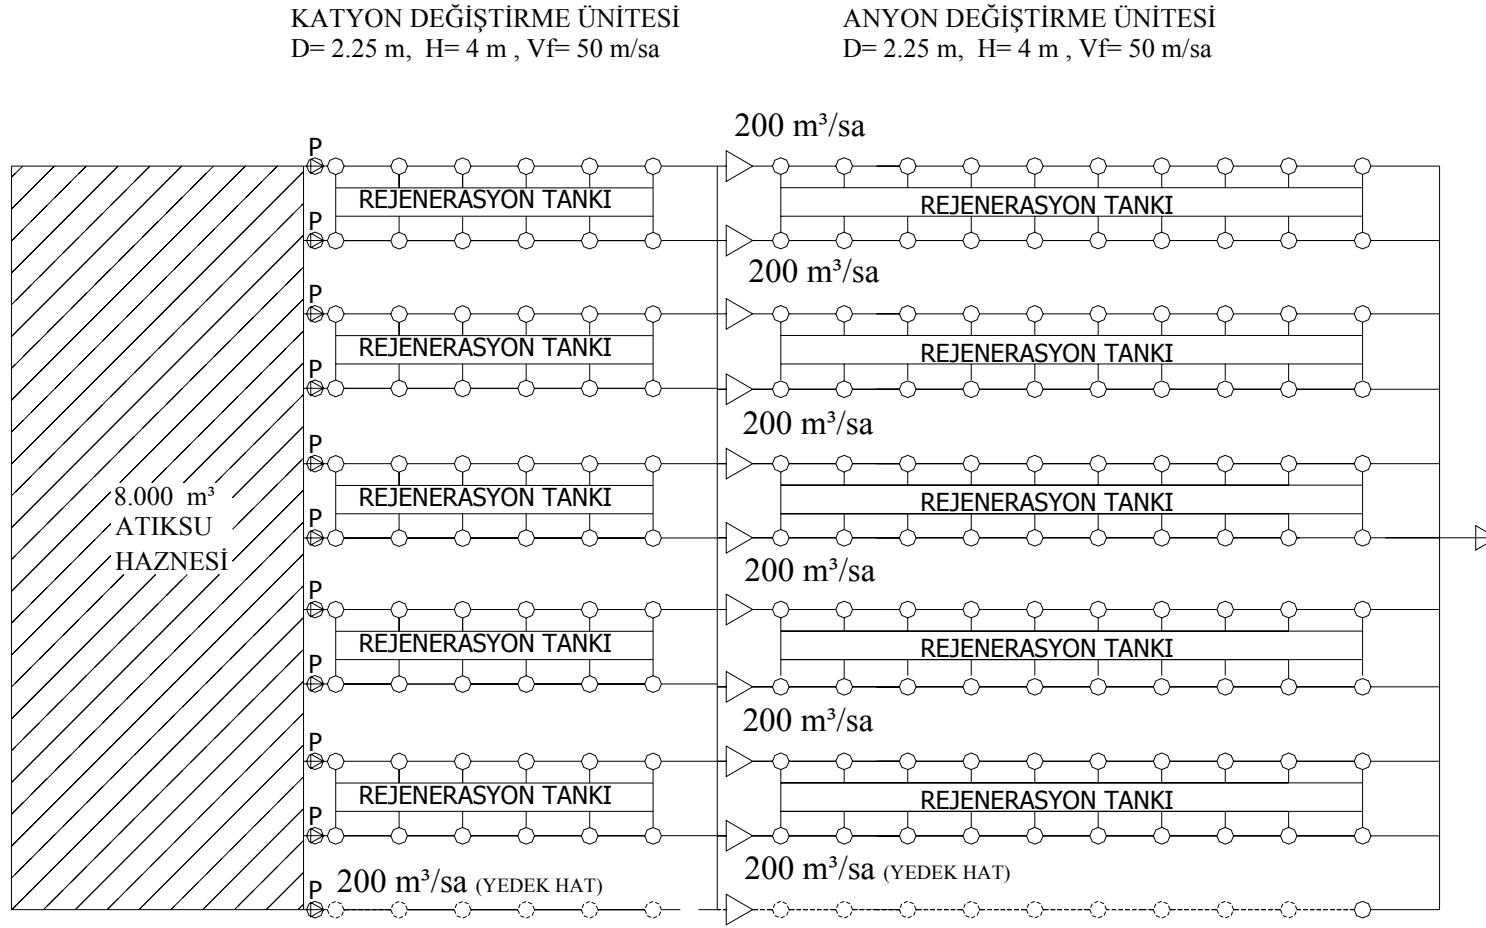 KATYON DEĞİŞTİRME ÜNİTESİ
D= 2.25 m, H= 4 m , Vf= 50 m/sa
ANYON DEĞİŞTİRME ÜNİTESİ
D= 2.25 m, H= 4 m , Vf= 50 m/sa
200 m³/sa
P
REJENERASYON TANKI
REJENERASYON TANKI
P
200 m³/sa
P
REJENERASYON TANKI
REJENERASYON TANKI
P
200 m³/sa
P
8.000 m³
ATIKSU
HAZNESİ
REJENERASYON TANKI
REJENERASYON TANKI
P
200 m³/sa
P
REJENERASYON TANKI
REJENERASYON TANKI
P
200 m³/sa
P
REJENERASYON TANKI
REJENERASYON TANKI
P
200 m³/sa (YEDEK HAT)
P
200 m³/sa (YEDEK HAT)